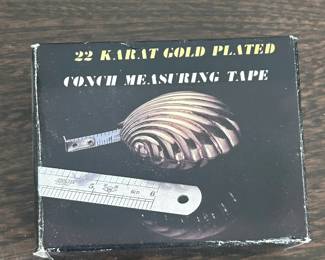 22 KARAT GOLD PLATED
CONCH MEASURING TAPE